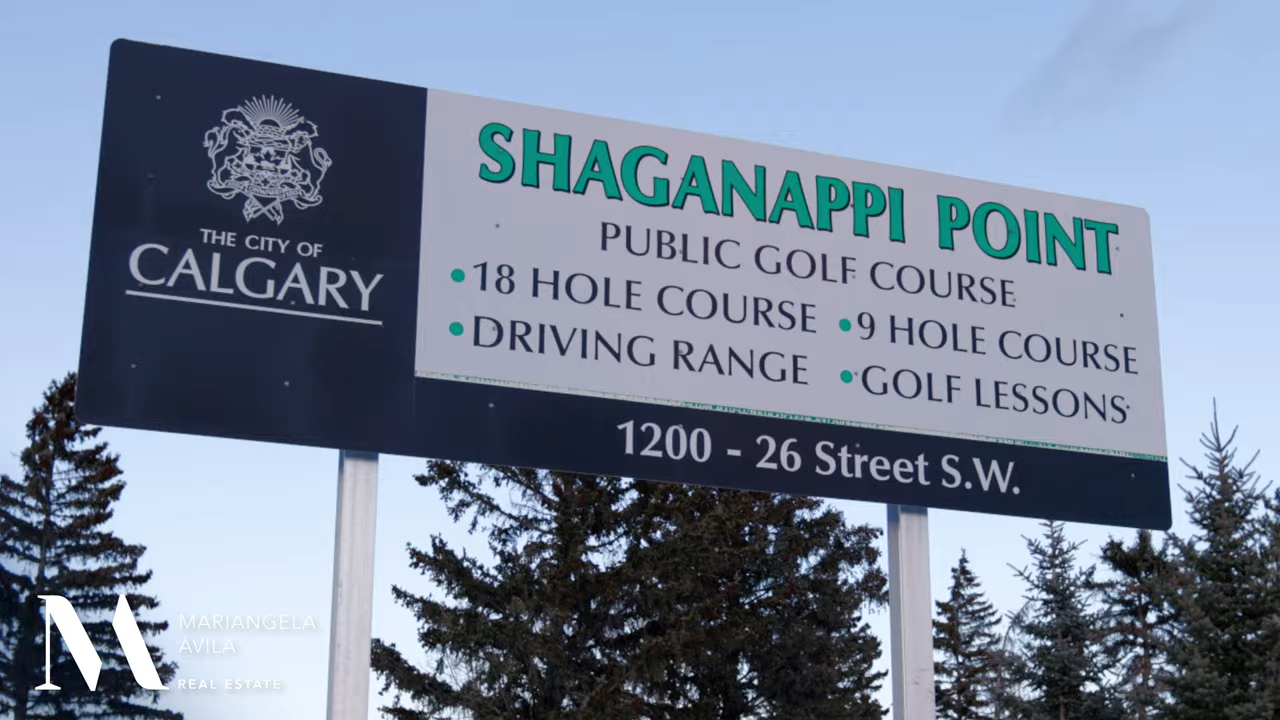 THE CITY OF
CALGARY
SHAGANAPPI POINT
PUBLIC GOLF COURSE
•18 HOLE COURSE •9 HOLE COURSE
•DRIVING RANGE •GOLF LESSONS
1200 - 26 Street S.W.
M
MARIANGELA
ÁVILA
REAL ESTATE